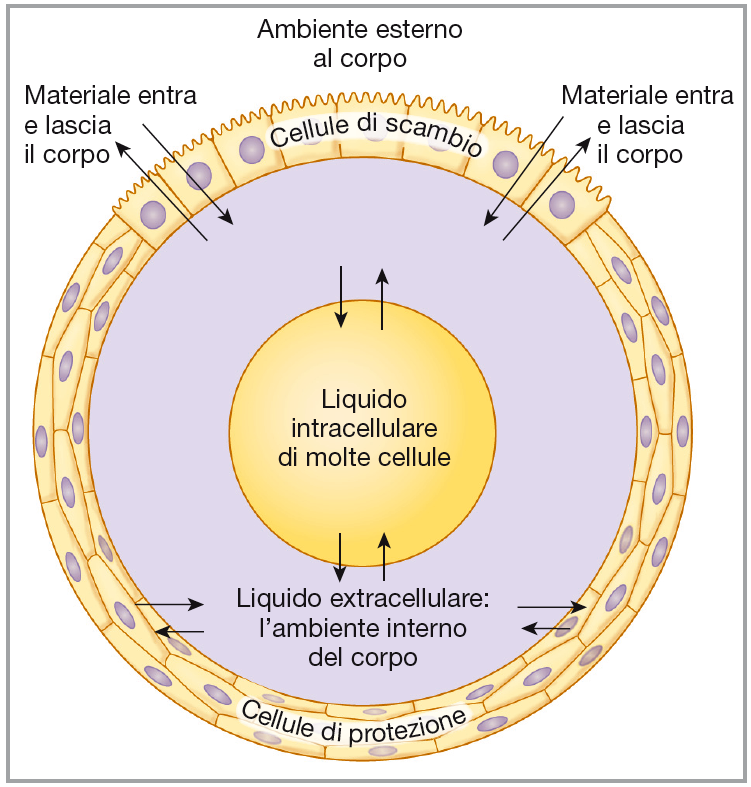 Ambiente esterno
al corpo
Materiale entra
e lascia
il corpo
Materiale entra
e lascia
il corpo
Cellule di scambio
Liquido
intracellulare
di molte cellule
Liquido extracellulare:
l'ambiente interno
del corpo
Cellule di protezione